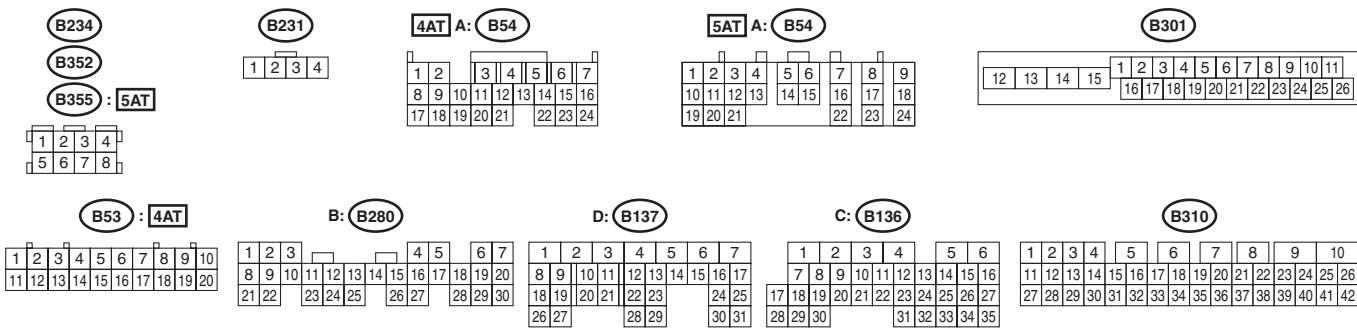 B234
B352
B355 : 5AT
1 2 3 4
5 6 7 8
B231
1 2 3 4
4AT A: B54
1 2 3 4 5 6 7
8 9 10 11 12 13 14 15 16
17 18 19 20 21 22 23 24
5AT A: B54
1 2 3 4 5 6 7 8 9
10 11 12 13 14 15 16 17 18
19 20 21 22 23 24
B301
12 13 14 15 1 2 3 4 5 6 7 8 9 10 11
16 17 18 19 20 21 22 23 24 25 26
B53 : 4AT
1 2 3 4 5 6 7 8 9 10
11 12 13 14 15 16 17 18 19 20
B: B280
1 2 3 4 5 6 7
8 9 10 11 12 13 14 15 16 17 18 19 20
21 22 23 24 25 26 27 28 29 30
D: B137
1 2 3 4 5 6 7
8 9 10 11 12 13 14 15 16 17
18 19 20 21 22 23 24 25
26 27 28 29 30 31
C: B136
1 2 3 4 5 6
7 8 9 10 11 12 13 14 15 16
17 18 19 20 21 22 23 24 25 26 27
28 29 30 31 32 33 34 35
B310
1 2 3 4 5 6 7 8 9 10
11 12 13 14 15 16 17 18 19 20 21 22 23 24 25 26
27 28 29 30 31 32 33 34 35 36 37 38 39 40 41 42